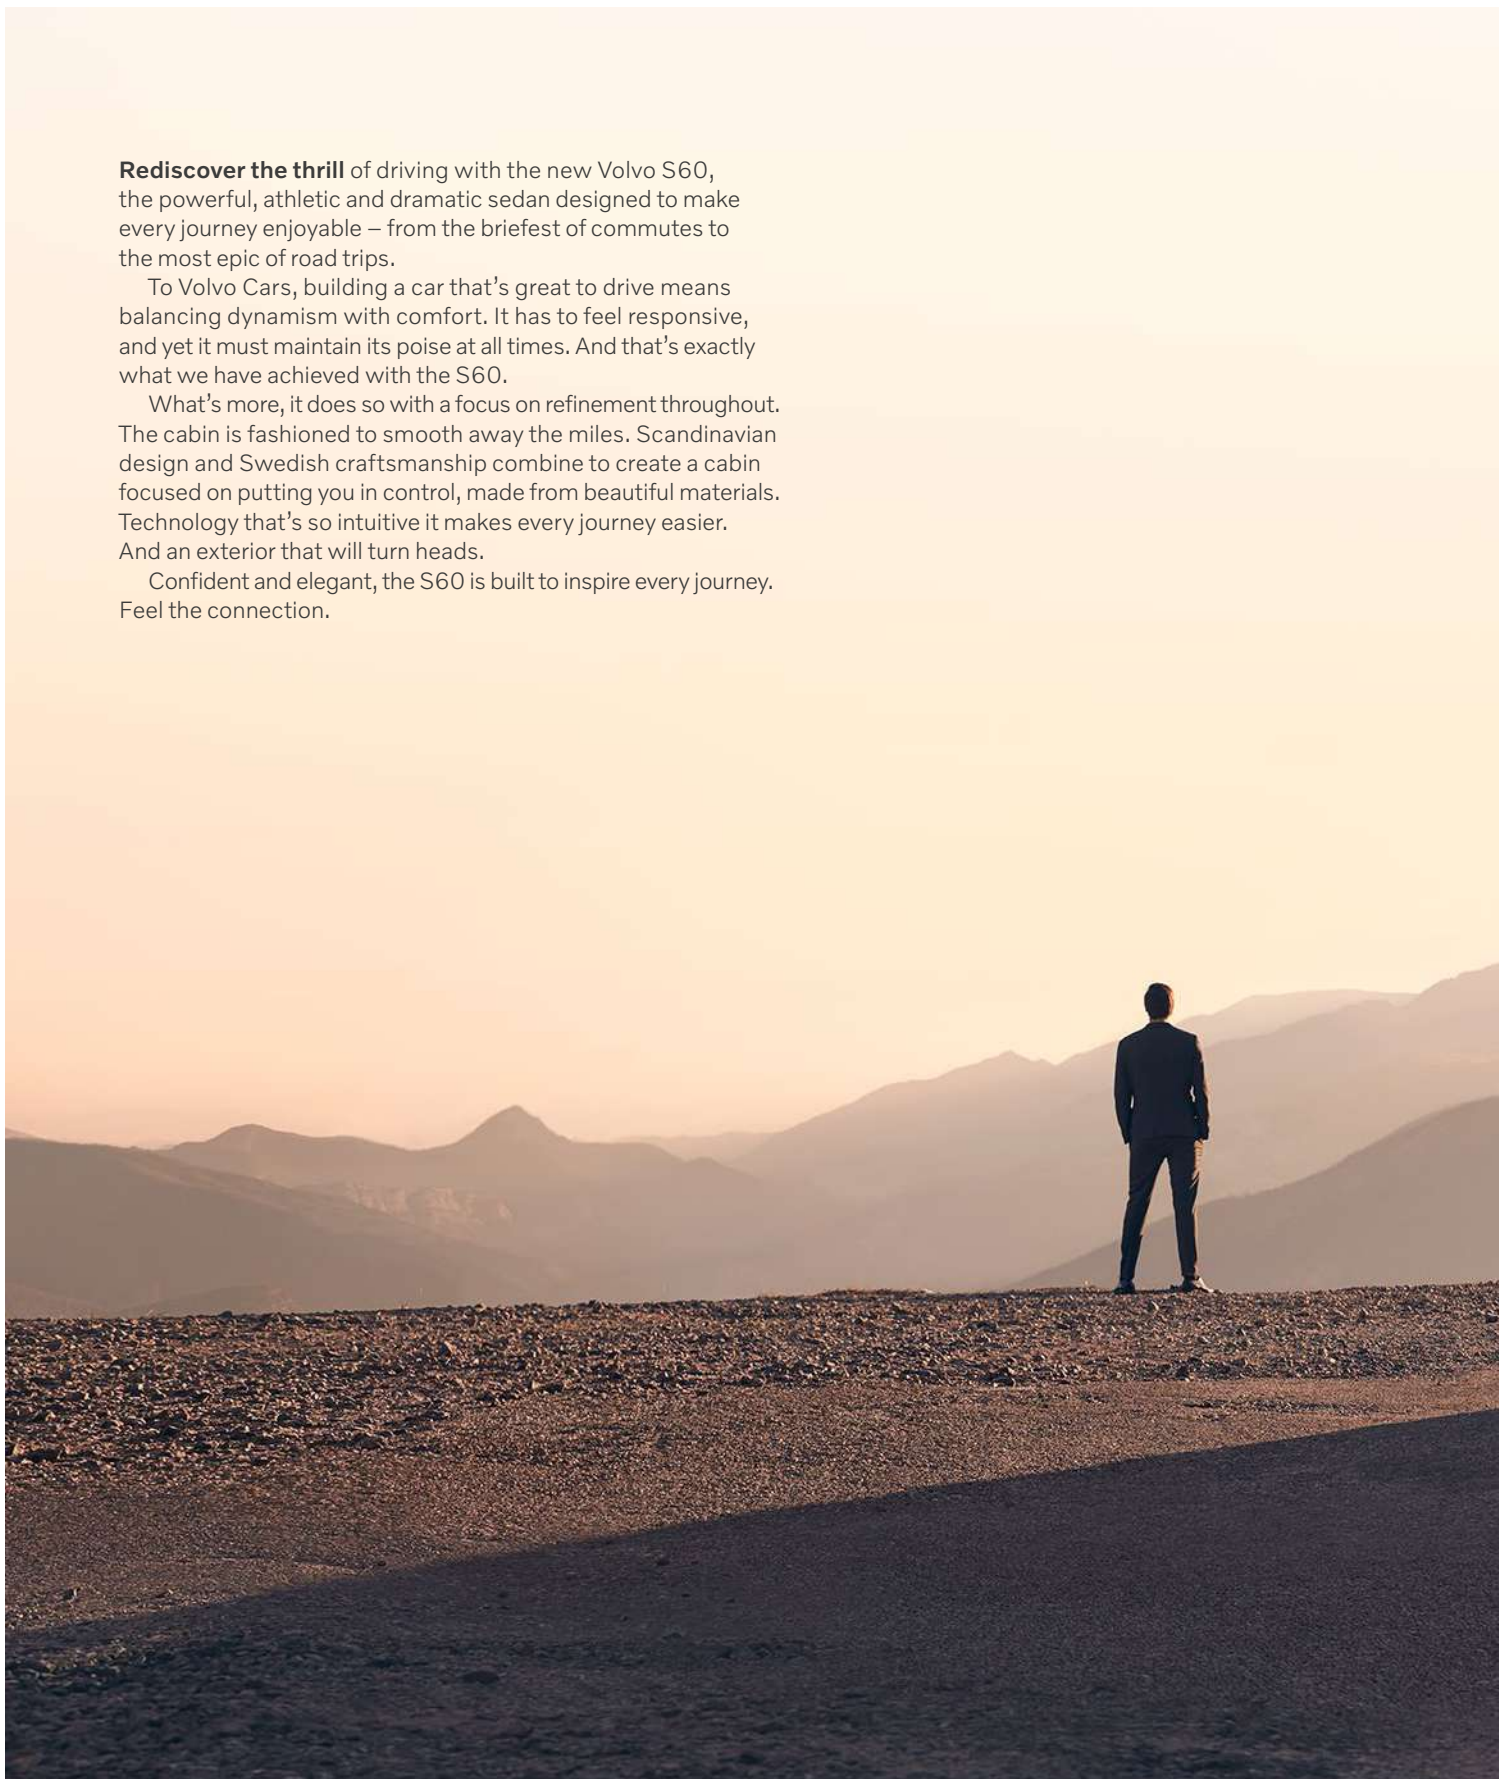 Rediscover the thrill of driving with the new Volvo S60,
the powerful, athletic and dramatic sedan designed to make
every journey enjoyable – from the briefest of commutes to
the most epic of road trips.
To Volvo Cars, building a car that’s great to drive means
balancing dynamism with comfort. It has to feel responsive,
and yet it must maintain its poise at all times. And that’s exactly
what we have achieved with the S60.
What’s more, it does so with a focus on refinement throughout.
The cabin is fashioned to smooth away the miles. Scandinavian
design and Swedish craftsmanship combine to create a cabin
focused on putting you in control, made from beautiful materials.
Technology that’s so intuitive it makes every journey easier.
And an exterior that will turn heads.
Confident and elegant, the S60 is built to inspire every journey.
Feel the connection.